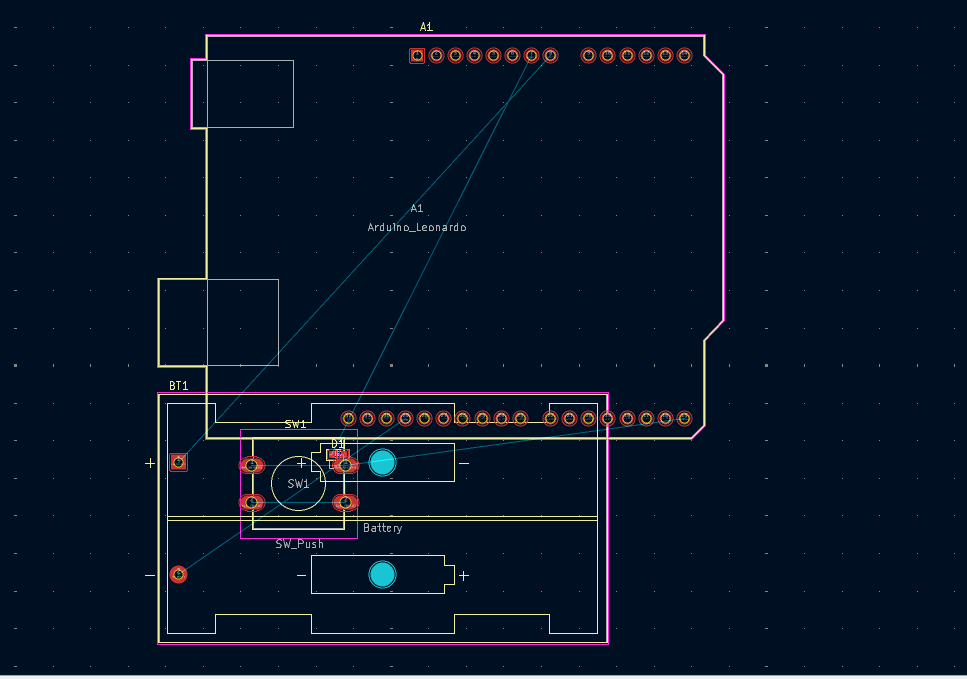 A1
A1
Arduino_Leonardo
BT1
SW1
D1
+
+
−
SW1
Battery
SW_Push
−
−
+